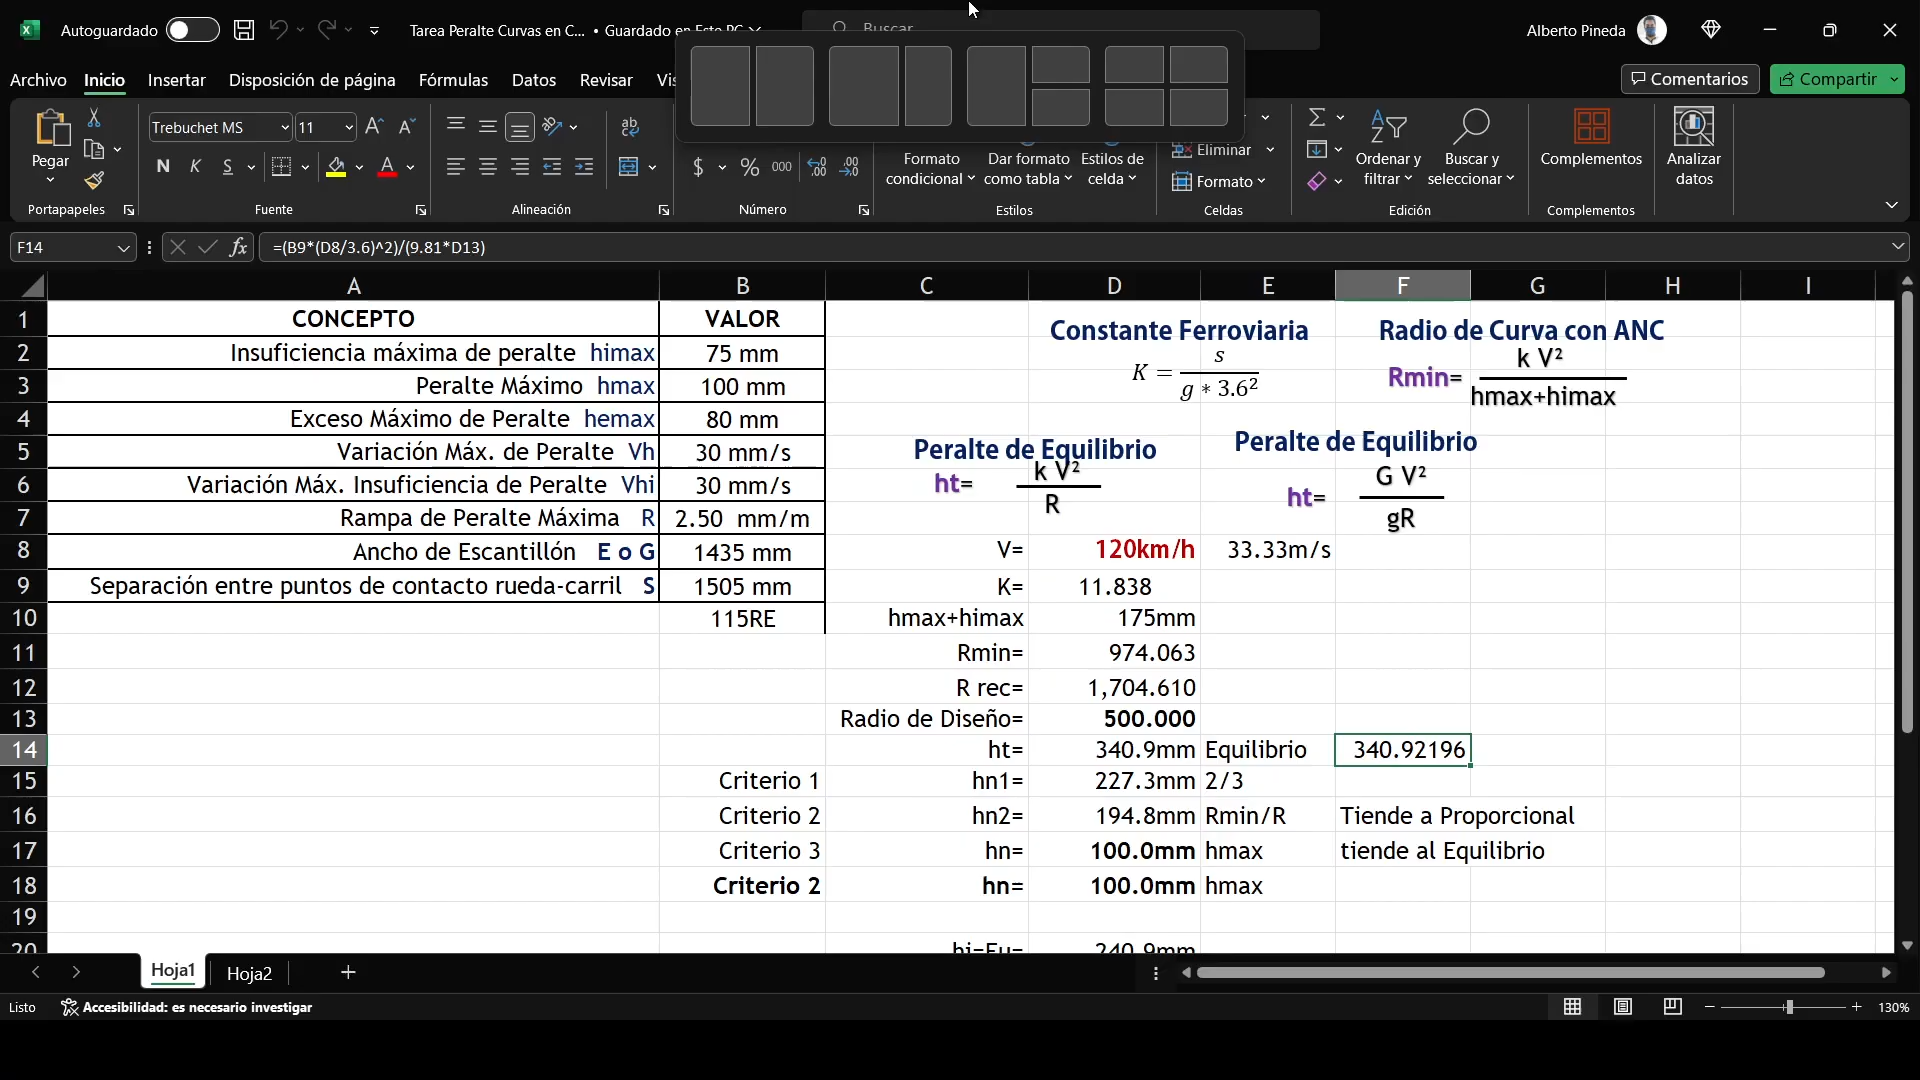 Autoguardado
Tarea Peralte Curvas en C... • Guardado en Este PC
Buscar
Alberto Pineda
Archivo Inicio Insertar Disposición de página Fórmulas Datos Revisar
Comentarios Compartir
Pegar
Portapapeles
Trebuchet MS 11
N K S
Fuente
Alineación
$ % 000
Número
Formato condicional
Dar formato como tabla
Estilos de celda
Estilos
Eliminar
Formato
Celdas
Ordenar y filtrar
Buscar y seleccionar
Edición
Complementos
Complementos
Analizar datos
F14 fx =(B9*(D8/3.6)^2)/(9.81*D13)
A B C D E F G H I
1 CONCEPTO VALOR Constante Ferroviaria Radio de Curva con ANC
2 Insuficiencia máxima de peralte himax 75 mm
K = s / g * 3.6²
Rmin= k V² / hmax+himax
3 Peralte Máximo hmax 100 mm
4 Exceso Máximo de Peralte hemax 80 mm
5 Variación Máx. de Peralte Vh 30 mm/s Peralte de Equilibrio Peralte de Equilibrio
6 Variación Máx. Insuficiencia de Peralte Vhi 30 mm/s
ht= k V² / R
ht= G V² / gR
7 Rampa de Peralte Máxima R 2.50 mm/m
8 Ancho de Escantillón E o G 1435 mm V= 120km/h 33.33m/s
9 Separación entre puntos de contacto rueda-carril S 1505 mm K= 11.838
10 115RE hmax+himax 175mm
11 Rmin= 974.063
12 R rec= 1,704.610
13 Radio de Diseño= 500.000
14 ht= 340.9mm Equilibrio 340.92196
15 Criterio 1 hn1= 227.3mm 2/3
16 Criterio 2 hn2= 194.8mm Rmin/R Tiende a Proporcional
17 Criterio 3 hn= 100.0mm hmax tiende al Equilibrio
18 Criterio 2 hn= 100.0mm hmax
19
20 hi=Fu= 240.9mm
Hoja1 Hoja2
Listo Accesibilidad: es necesario investigar 130%